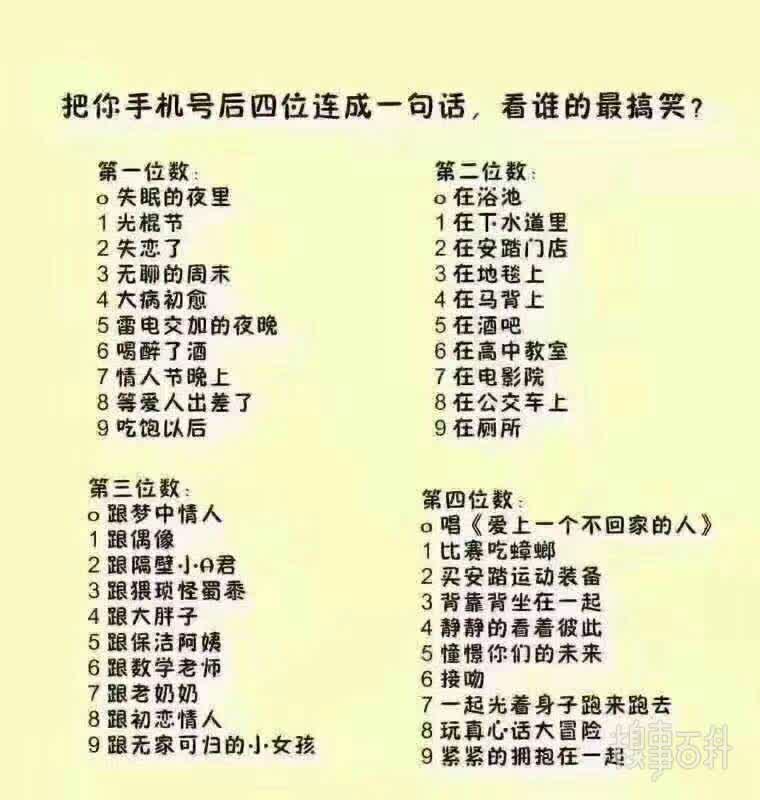 把你手机号后四位连成一句话，看谁的最搞笑？
第一位数：
0 失眠的夜里
1 光棍节
2 失恋了
3 无聊的周末
4 大病初愈
5 雷电交加的夜晚
6 喝醉了酒
7 情人节晚上
8 等爱人出差了
9 吃饱以后
第二位数：
0 在浴池
1 在下水道里
2 在安踏门店
3 在地毯上
4 在马背上
5 在酒吧
6 在高中教室
7 在电影院
8 在公交车上
9 在厕所
第三位数：
0 跟梦中情人
1 跟偶像
2 跟隔壁小A君
3 跟猥琐怪蜀黍
4 跟大胖子
5 跟保洁阿姨
6 跟数学老师
7 跟老奶奶
8 跟初恋情人
9 跟无家可归的小女孩
第四位数：
0 唱《爱上一个不回家的人》
1 比赛吃蟑螂
2 买安踏运动装备
3 背靠背坐在一起
4 静静的看着彼此
5 憧憬你们的未来
6 接吻
7 一起光着身子跑来跑去
8 玩真心话大冒险
9 紧紧的拥抱在一起
糗事百科